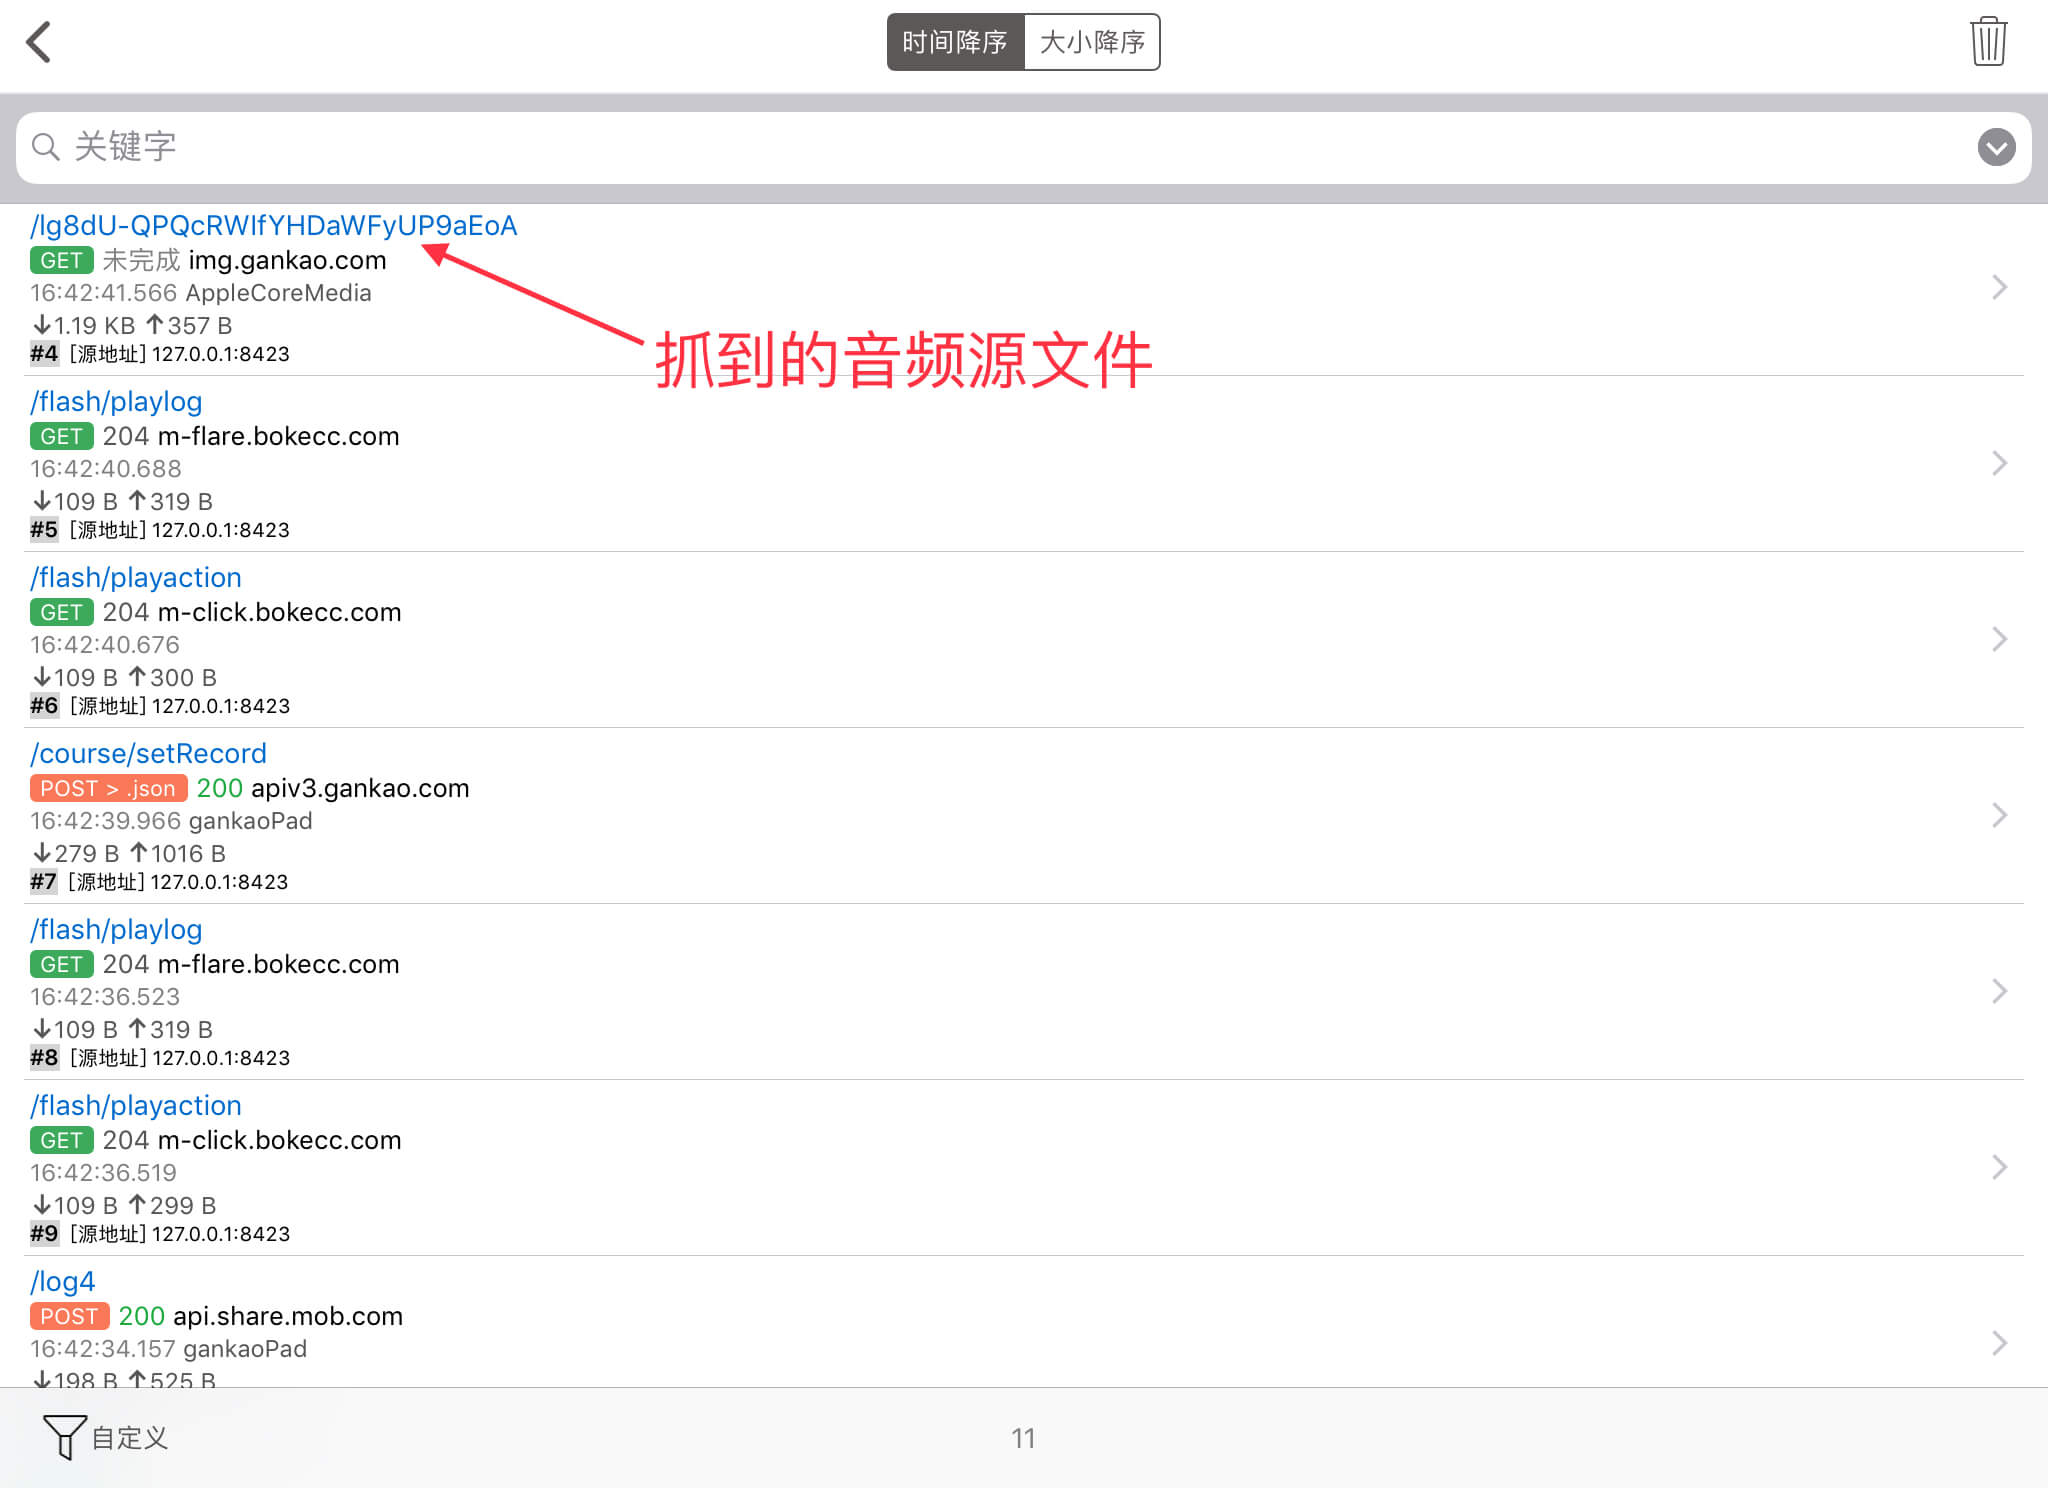 时间降序 大小降序
关键字
/lg8dU-QPQcRWIfYHDaWFyUP9aEoA
GET 未完成 img.gankao.com
16:42:41.566 AppleCoreMedia
↓1.19 KB ↑357 B
#4 [源地址] 127.0.0.1:8423
抓到的音频源文件
/flash/playlog
GET 204 m-flare.bokecc.com
16:42:40.688
↓109 B ↑319 B
#5 [源地址] 127.0.0.1:8423
/flash/playaction
GET 204 m-click.bokecc.com
16:42:40.676
↓109 B ↑300 B
#6 [源地址] 127.0.0.1:8423
/course/setRecord
POST > .json 200 apiv3.gankao.com
16:42:39.966 gankaoPad
↓279 B ↑1016 B
#7 [源地址] 127.0.0.1:8423
/flash/playlog
GET 204 m-flare.bokecc.com
16:42:36.523
↓109 B ↑319 B
#8 [源地址] 127.0.0.1:8423
/flash/playaction
GET 204 m-click.bokecc.com
16:42:36.519
↓109 B ↑299 B
#9 [源地址] 127.0.0.1:8423
/log4
POST 200 api.share.mob.com
16:42:34.157 gankaoPad
↓198 B ↑525 B
自定义 11